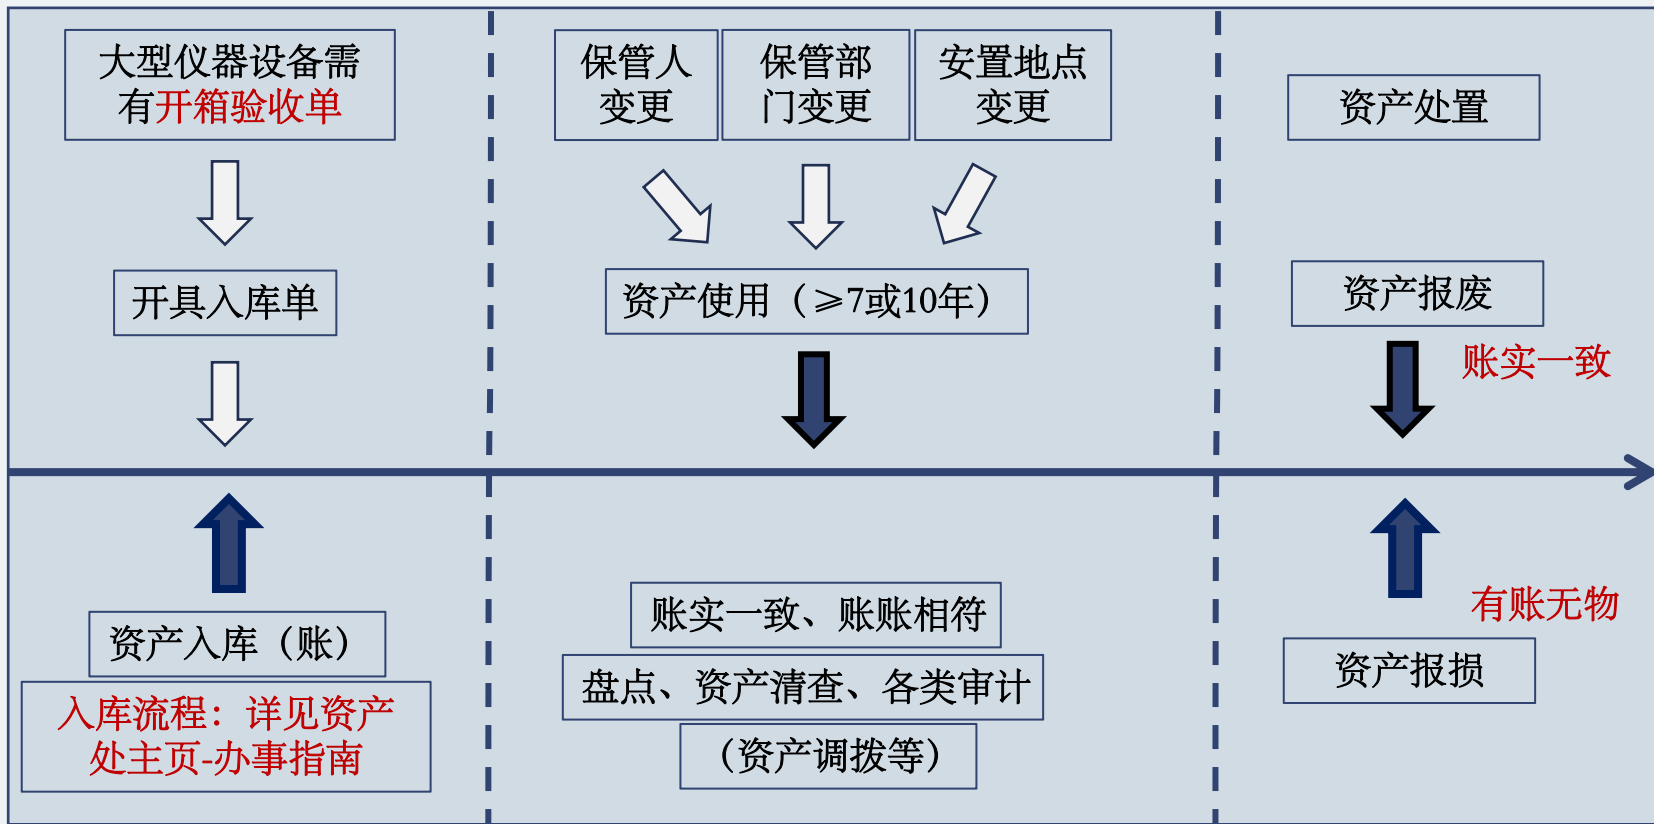 大型仪器设备需
有开箱验收单
开具入库单
资产入库（账）
入库流程：详见资产
处主页-办事指南
保管人
变更
保管部
门变更
安置地点
变更
资产使用（≥7或10年）
账实一致、账账相符
盘点、资产清查、各类审计
（资产调拨等）
资产处置
资产报废
账实一致
有账无物
资产报损